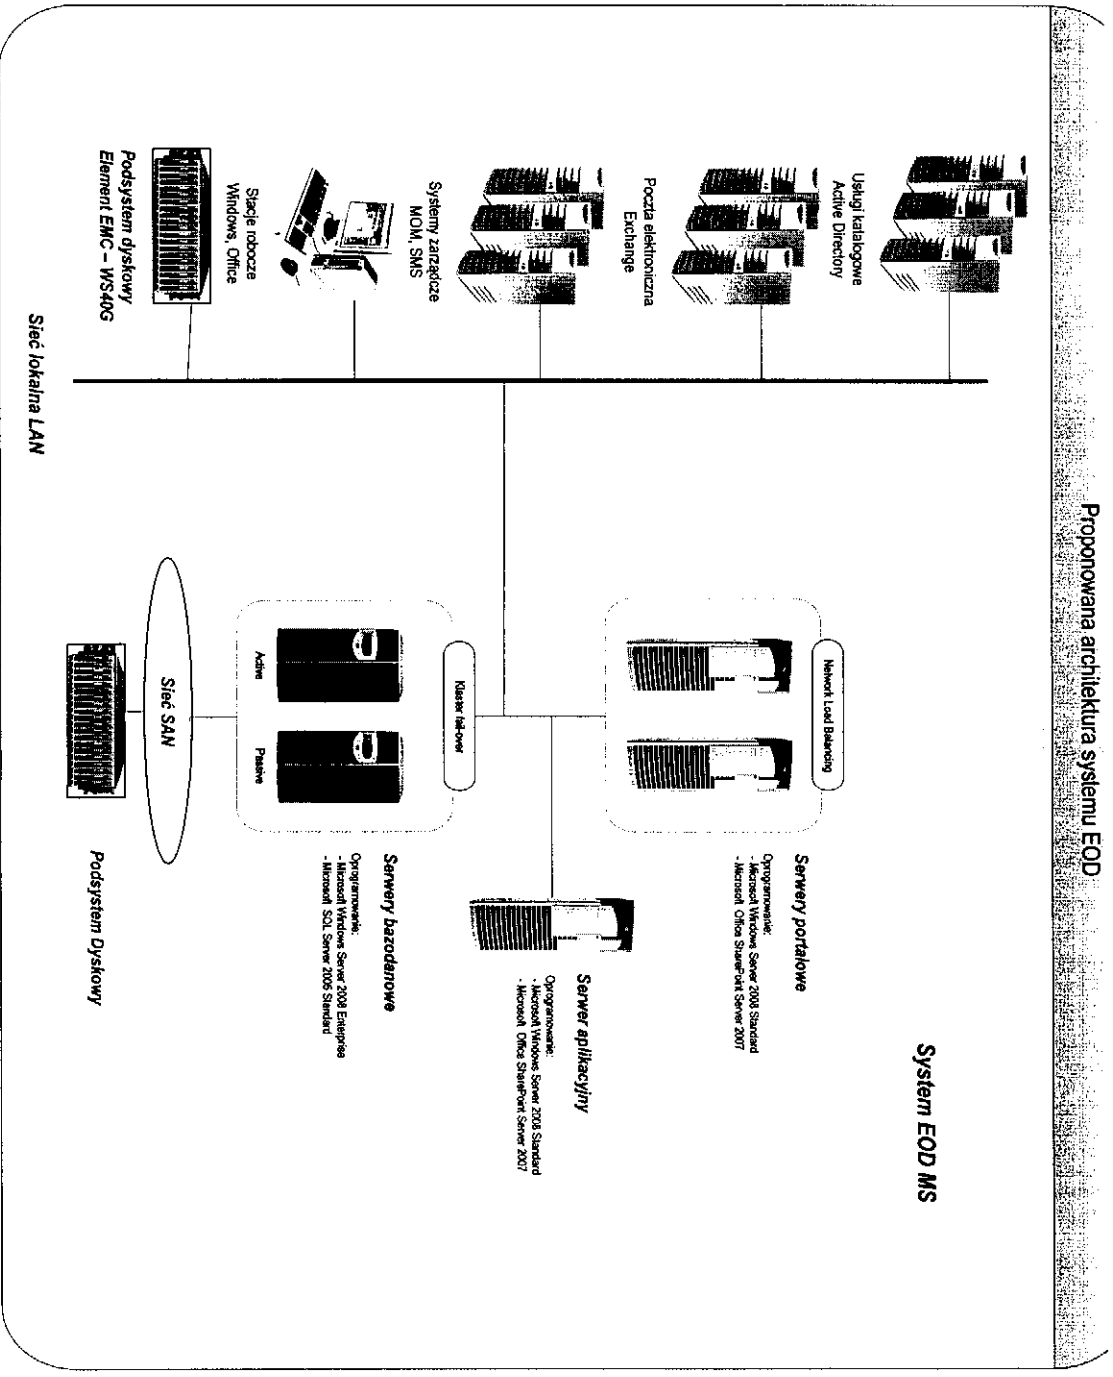 Proponowana architektura systemu EOD
System EOD MS
Usługi katalogowe
Active Directory
Poczta elektroniczna
Exchange
Systemy zarządcze
MOM, SMS
Stacje robocze
Windows, Office
Podsystem dyskowy
Element EMC – WS40G
Sieć lokalna LAN
Network Load Balancing
Serwery portalowe
Oprogramowanie:
- Microsoft Windows Server 2008 Standard
- Microsoft Office SharePoint Server 2007
Serwer aplikacyjny
Oprogramowanie:
- Microsoft Windows Server 2008 Standard
- Microsoft Office SharePoint Server 2007
Klaster fail-over
Active
Passive
Serwery bazodanowe
Oprogramowanie:
- Microsoft Windows Server 2008 Enterprise
- Microsoft SQL Server 2005 Standard
Sieć SAN
Podsystem Dyskowy